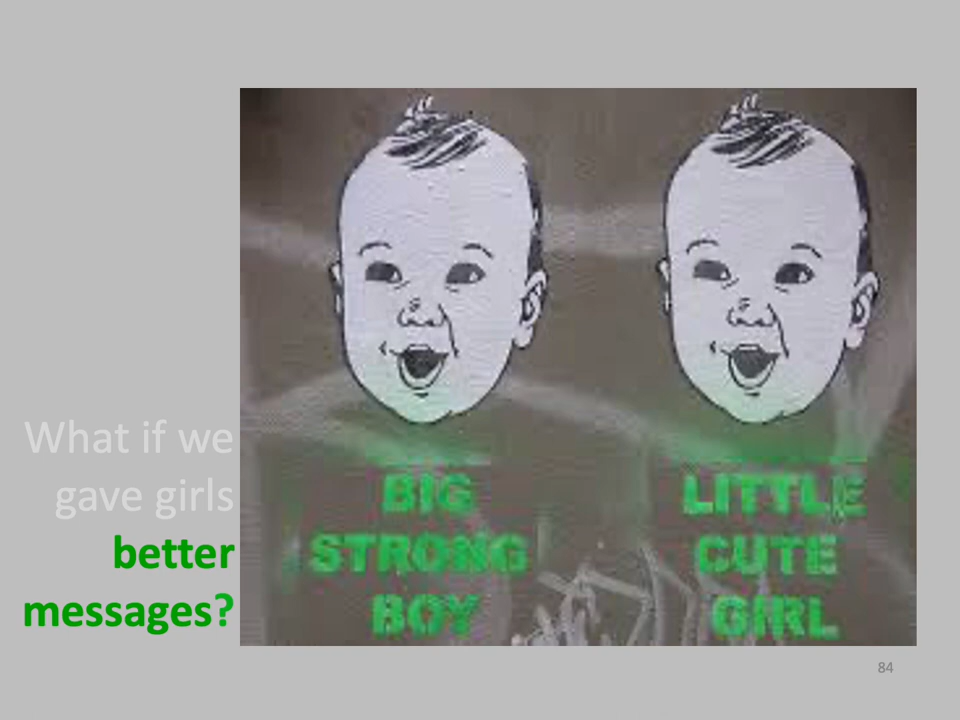 What if we
gave girls
better
messages?
BIG
STRONG
BOY
LITTLE
CUTE
GIRL
84